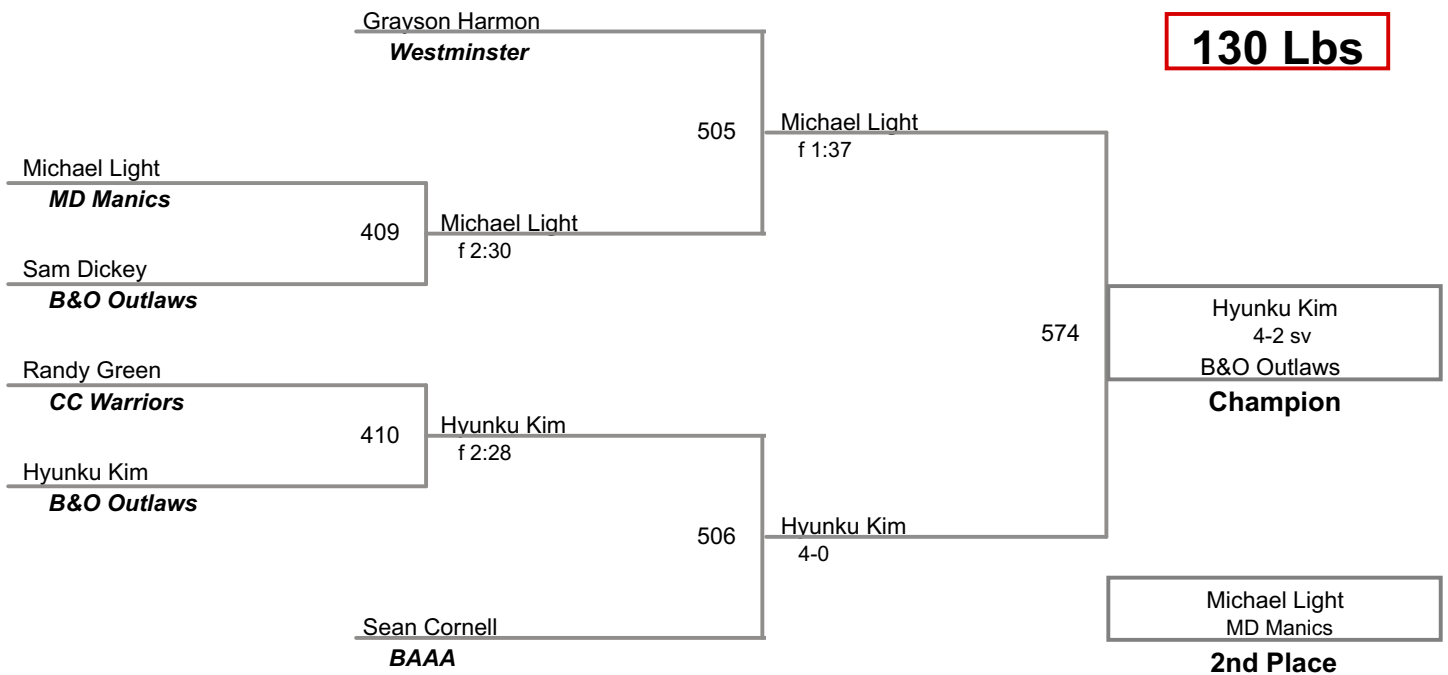 Grayson Harmon
Westminster
130 Lbs
505
Michael Light
f 1:37
Michael Light
MD Manics
409
Michael Light
f 2:30
Sam Dickey
B&O Outlaws
574
Hyunku Kim
4-2 sv
B&O Outlaws
Champion
Randy Green
CC Warriors
410
Hyunku Kim
f 2:28
Hyunku Kim
B&O Outlaws
506
Hyunku Kim
4-0
Sean Cornell
BAAA
Michael Light
MD Manics
2nd Place